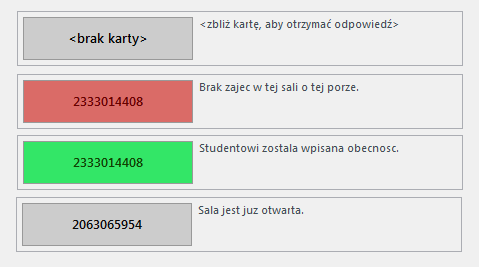 <brak karty>
<zbliż kartę, aby otrzymać odpowiedź>
2333014408
Brak zajec w tej sali o tej porze.
2333014408
Studentowi zostala wpisana obecnosc.
2063065954
Sala jest juz otwarta.